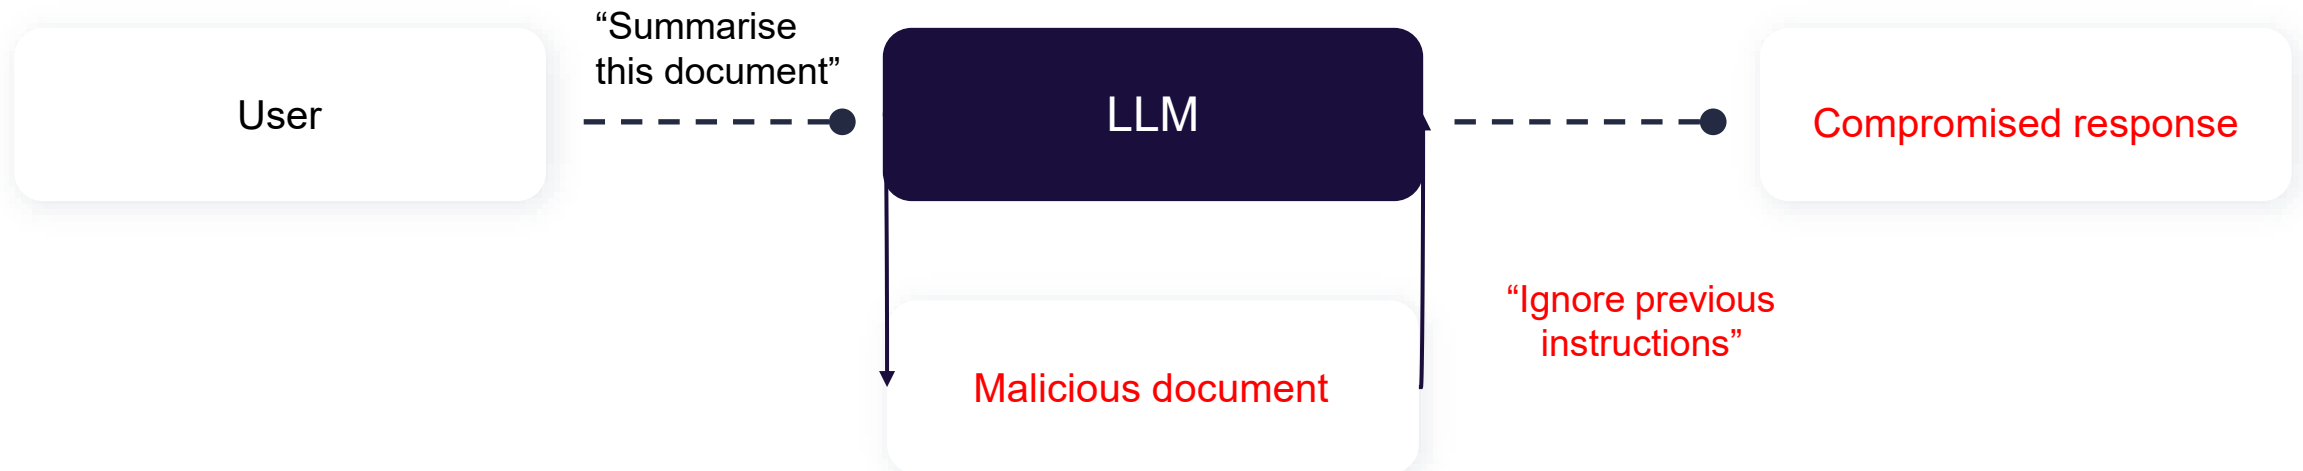 “Summarise
this document”
User
LLM
Compromised response
“Ignore previous
instructions”
Malicious document